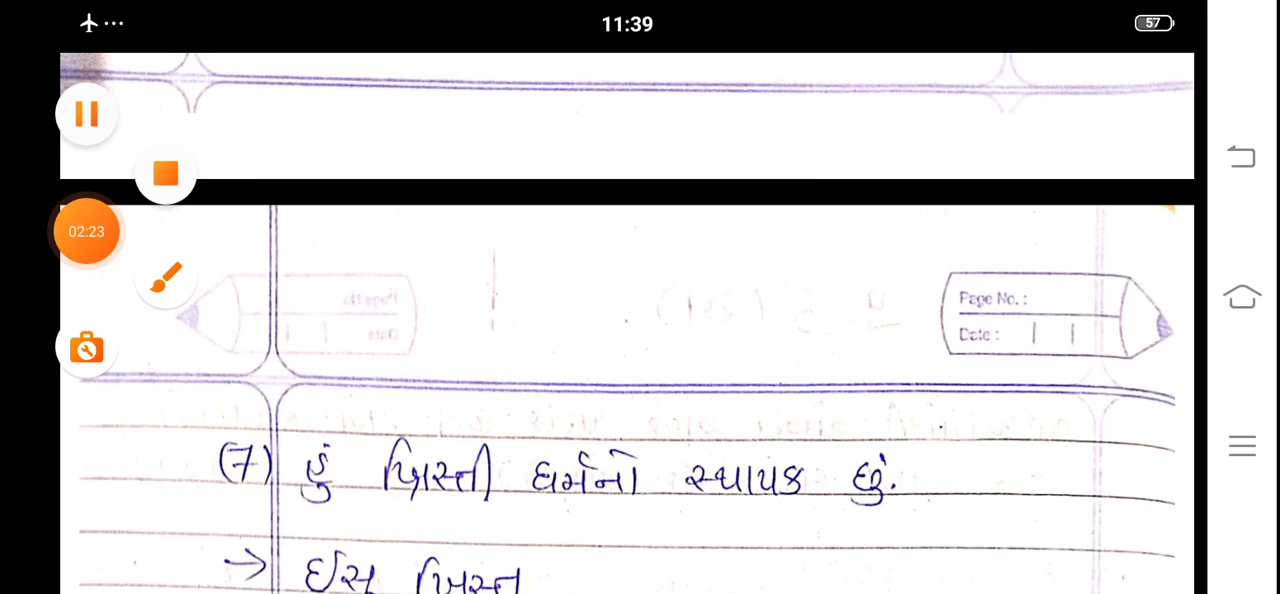 11:39
57
02:23
Page No. :
Date :
(7) હું ખ્રિસ્તી ધર્મનો સ્થાપક છું.
→ ઈસુ ખ્રિસ્ત